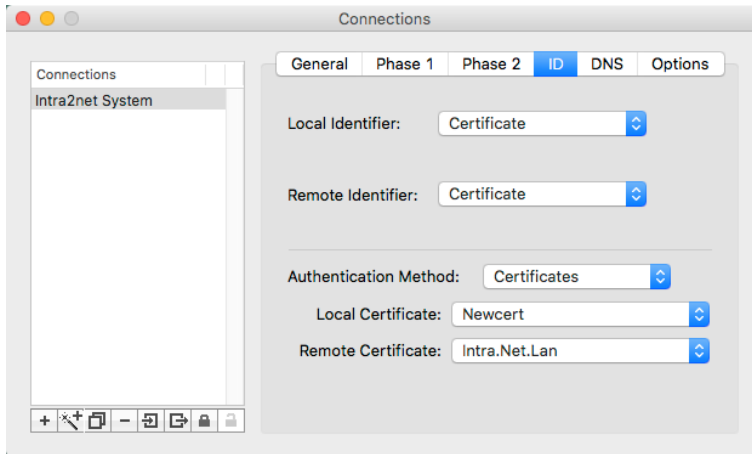 Connections
General Phase 1 Phase 2 ID DNS Options
Connections
Intra2net System
Local Identifier: Certificate
Remote Identifier: Certificate
Authentication Method: Certificates
Local Certificate: Newcert
Remote Certificate: Intra.Net.Lan